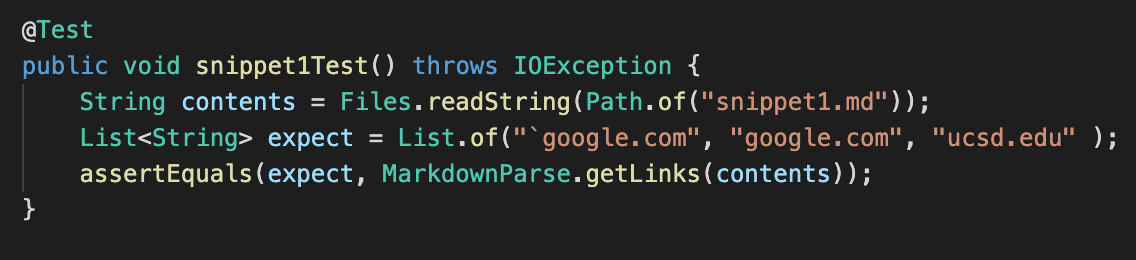 @Test
public void snippet1Test() throws IOException {
    String contents = Files.readString(Path.of("snippet1.md"));
    List<String> expect = List.of("`google.com", "google.com", "ucsd.edu" );
    assertEquals(expect, MarkdownParse.getLinks(contents));
}